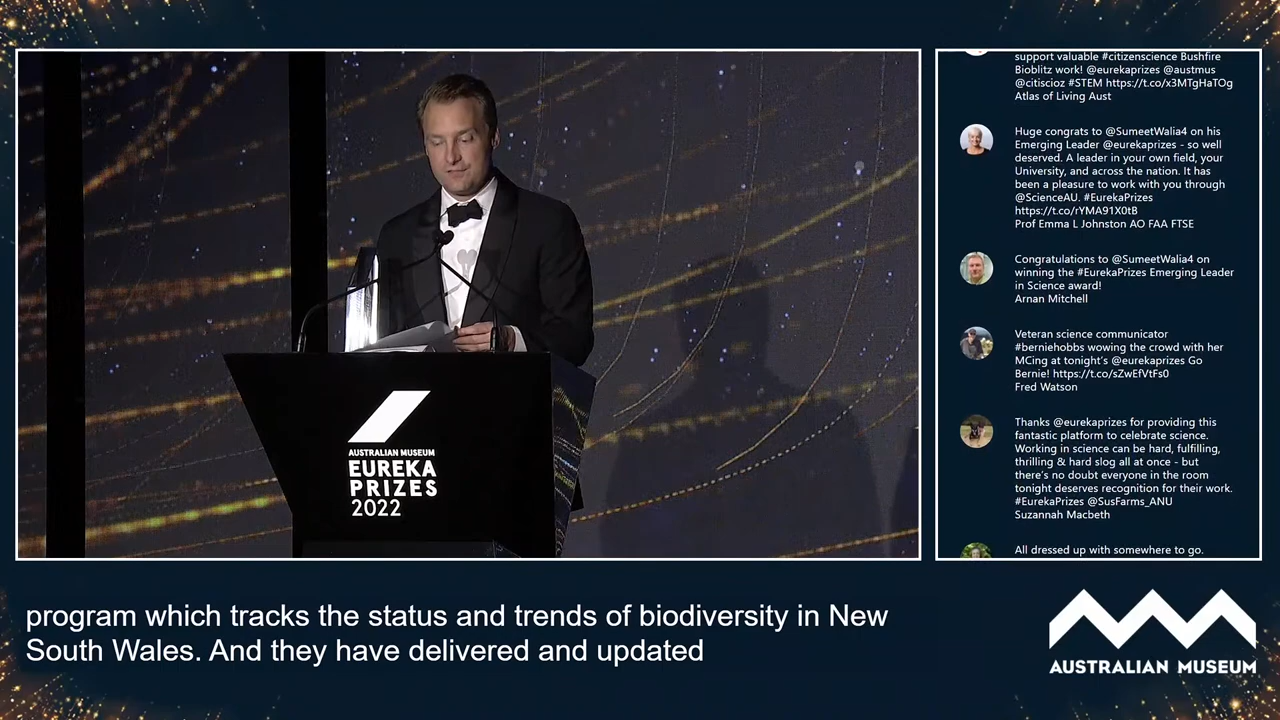 AUSTRALIAN MUSEUM
EUREKA
PRIZES
2022
support valuable #citizenscience Bushfire
Bioblitz work! @eurekaprizes @austmus
@citiscioz #STEM https://t.co/x3MTgHaTOg
Atlas of Living Aust
Huge congrats to @SumeetWalia4 on his
Emerging Leader @eurekaprizes - so well
deserved. A leader in your own field, your
University, and across the nation. It has
been a pleasure to work with you through
@ScienceAU. #EurekaPrizes
https://t.co/rYMA91X0tB
Prof Emma L Johnston AO FAA FTSE
Congratulations to @SumeetWalia4 on
winning the #EurekaPrizes Emerging Leader
in Science award!
Arnan Mitchell
Veteran science communicator
#berniehobbs wowing the crowd with her
MCing at tonight's @eurekaprizes Go
Bernie! https://t.co/sZwEfVtFs0
Fred Watson
Thanks @eurekaprizes for providing this
fantastic platform to celebrate science.
Working in science can be hard, fulfilling,
thrilling & hard slog all at once - but
there's no doubt everyone in the room
tonight deserves recognition for their work.
#EurekaPrizes @SusFarms_ANU
Suzannah Macbeth
All dressed up with somewhere to go.
program which tracks the status and trends of biodiversity in New
South Wales. And they have delivered and updated
AUSTRALIAN MUSEUM